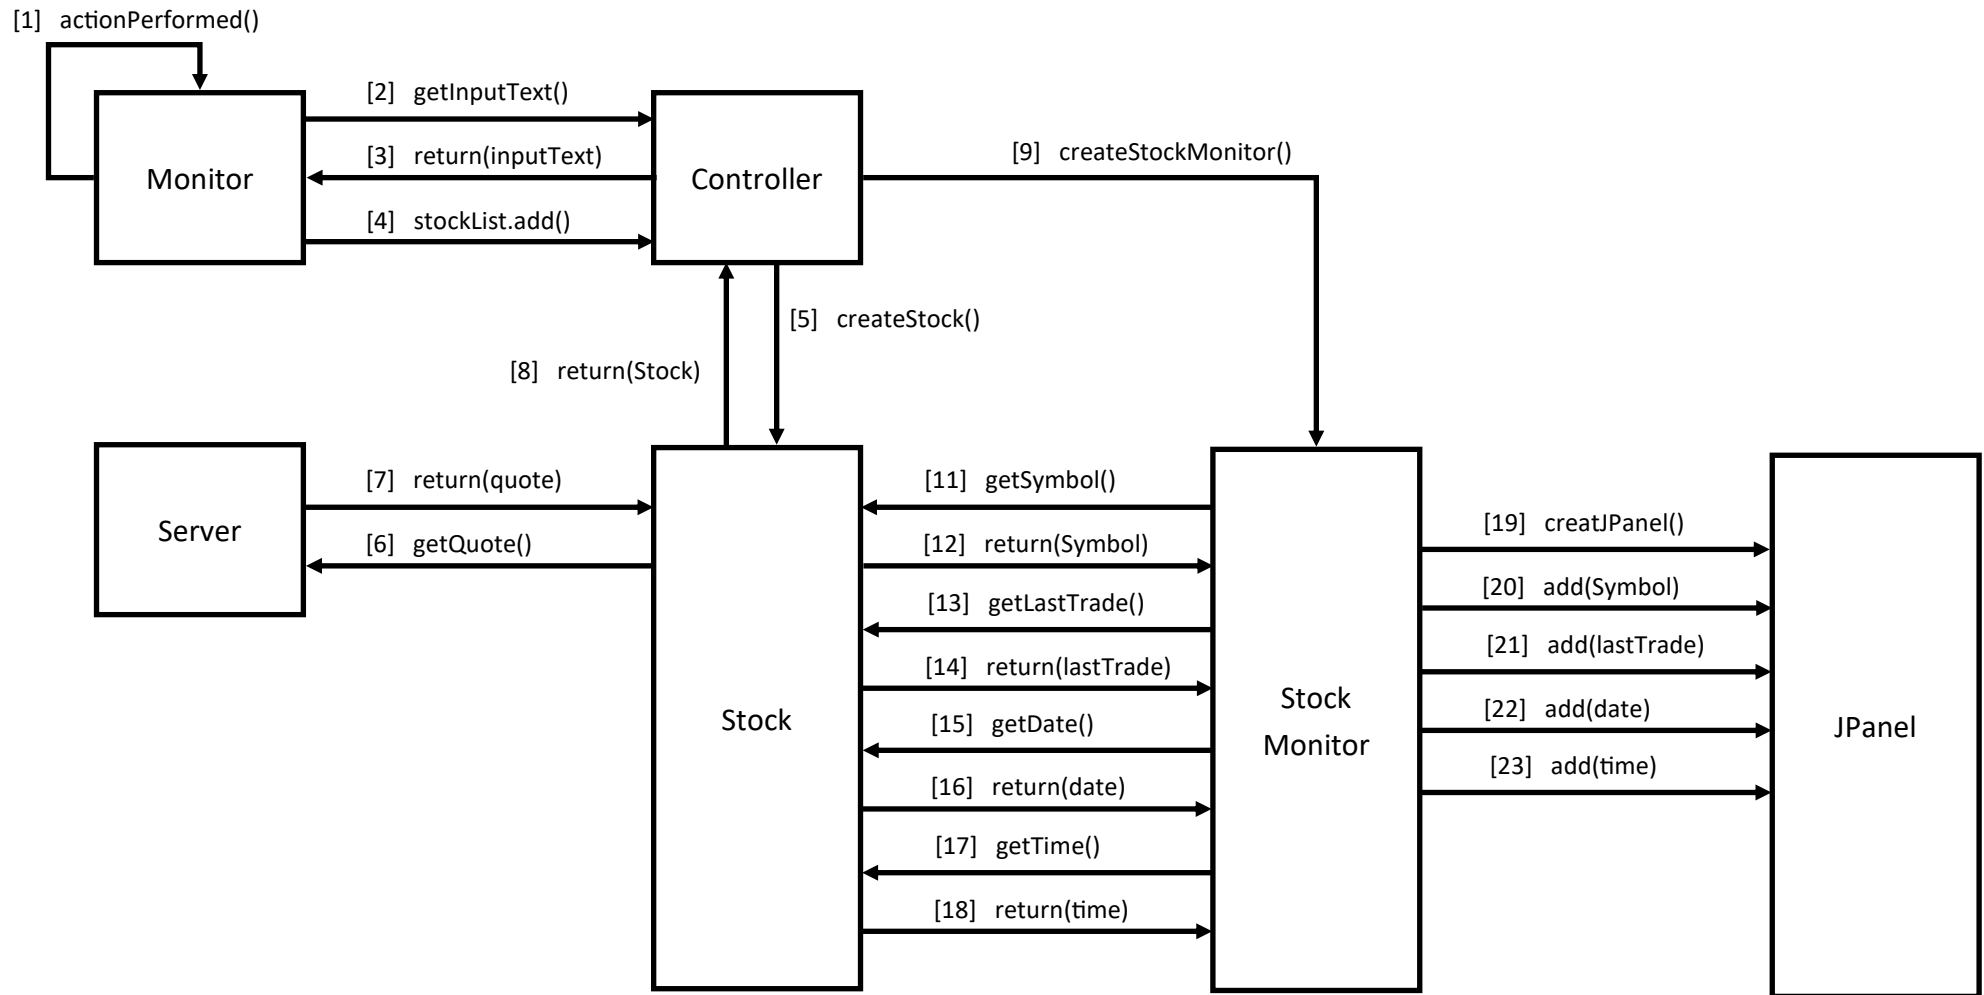 [1] actionPerformed()
[2] getInputText()
[3] return(inputText)
[4] stockList.add()
Monitor
Controller
[9] createStockMonitor()
[5] createStock()
[8] return(Stock)
Server
[7] return(quote)
[6] getQuote()
Stock
[11] getSymbol()
[12] return(Symbol)
[13] getLastTrade()
[14] return(lastTrade)
[15] getDate()
[16] return(date)
[17] getTime()
[18] return(time)
Stock
Monitor
[19] creatJPanel()
[20] add(Symbol)
[21] add(lastTrade)
[22] add(date)
[23] add(time)
JPanel